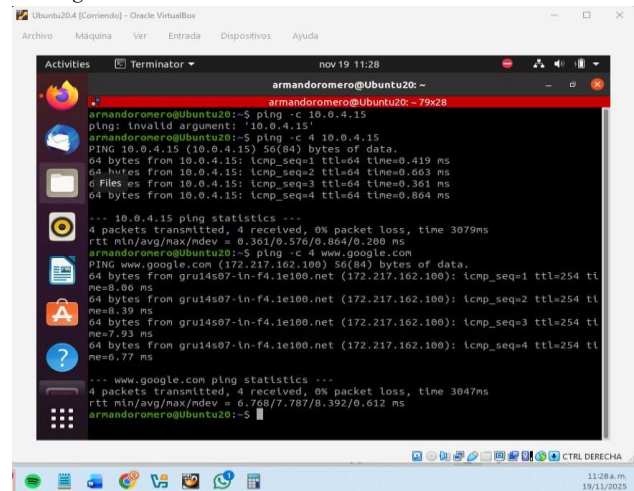 Ubuntu20.4 [Corriendo] - Oracle VirtualBox
Archivo Máquina Ver Entrada Dispositivos Ayuda
Activities Terminator nov 19 11:28
armandoromero@Ubuntu20: ~
armandoromero@Ubuntu20: ~ 79x28
armandoromero@Ubuntu20:~$ ping -c 10.0.4.15
ping: invalid argument: '10.0.4.15'
armandoromero@Ubuntu20:~$ ping -c 4 10.0.4.15
PING 10.0.4.15 (10.0.4.15) 56(84) bytes of data.
64 bytes from 10.0.4.15: icmp_seq=1 ttl=64 time=0.419 ms
64 bytes from 10.0.4.15: icmp_seq=2 ttl=64 time=0.663 ms
Files
6 es from 10.0.4.15: icmp_seq=3 ttl=64 time=0.361 ms
64 bytes from 10.0.4.15: icmp_seq=4 ttl=64 time=0.864 ms
--- 10.0.4.15 ping statistics ---
4 packets transmitted, 4 received, 0% packet loss, time 3079ms
rtt min/avg/max/mdev = 0.361/0.576/0.864/0.200 ms
armandoromero@Ubuntu20:~$ ping -c 4 www.google.com
PING www.google.com (172.217.162.100) 56(84) bytes of data.
64 bytes from gru14s07-in-f4.1e100.net (172.217.162.100): icmp_seq=1 ttl=254 ti
me=8.06 ms
64 bytes from gru14s07-in-f4.1e100.net (172.217.162.100): icmp_seq=2 ttl=254 ti
me=8.39 ms
64 bytes from gru14s07-in-f4.1e100.net (172.217.162.100): icmp_seq=3 ttl=254 ti
me=7.93 ms
64 bytes from gru14s07-in-f4.1e100.net (172.217.162.100): icmp_seq=4 ttl=254 ti
me=6.77 ms
--- www.google.com ping statistics ---
4 packets transmitted, 4 received, 0% packet loss, time 3047ms
rtt min/avg/max/mdev = 6.768/7.787/8.392/0.612 ms
armandoromero@Ubuntu20:~$
CTRL DERECHA
11:28 a. m.
19/11/2025